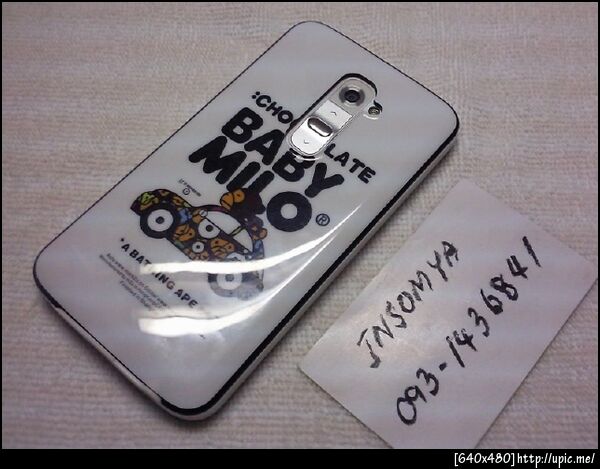 :CHOCOLATE
BABY
MILO®
*A BATHING APE
INSOMYA
093-1436841
[640x480]http://upic.me/